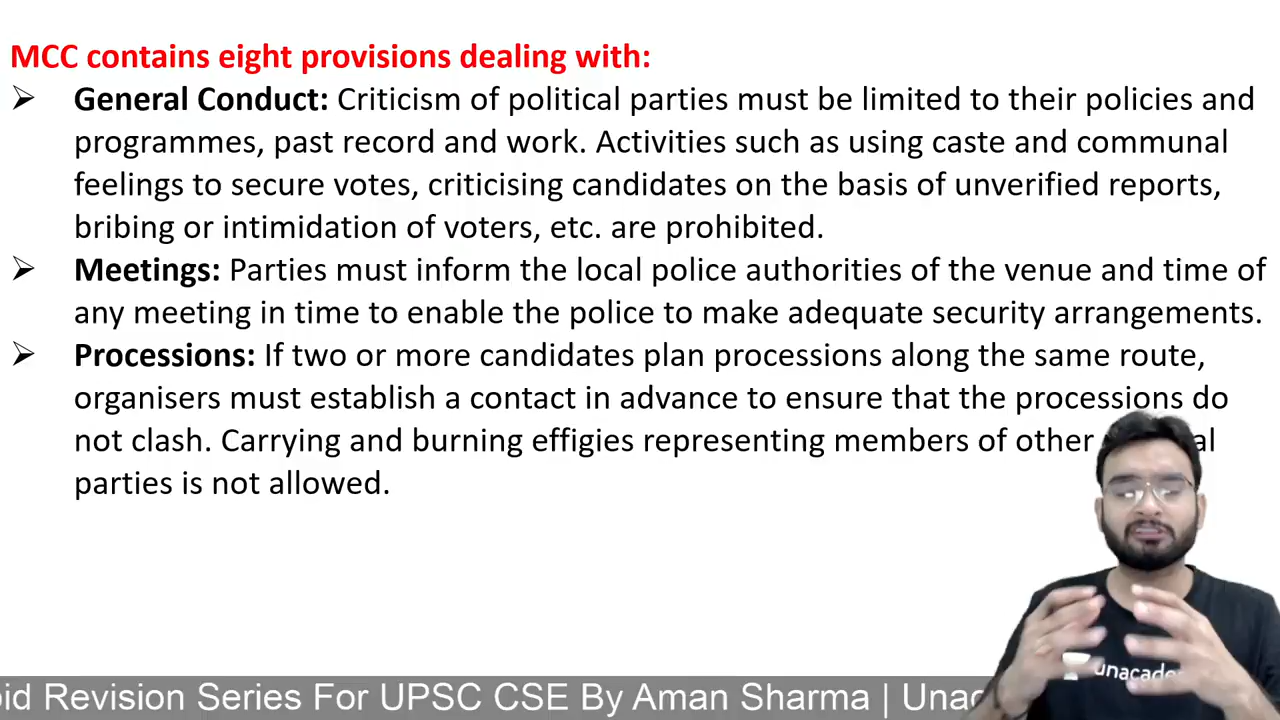 MCC contains eight provisions dealing with:
General Conduct: Criticism of political parties must be limited to their policies and
programmes, past record and work. Activities such as using caste and communal
feelings to secure votes, criticising candidates on the basis of unverified reports,
bribing or intimidation of voters, etc. are prohibited.
Meetings: Parties must inform the local police authorities of the venue and time of
any meeting in time to enable the police to make adequate security arrangements.
Processions: If two or more candidates plan processions along the same route,
organisers must establish a contact in advance to ensure that the processions do
not clash. Carrying and burning effigies representing members of other
parties is not allowed.
Revision Series For UPSC CSE By Aman Sharma |